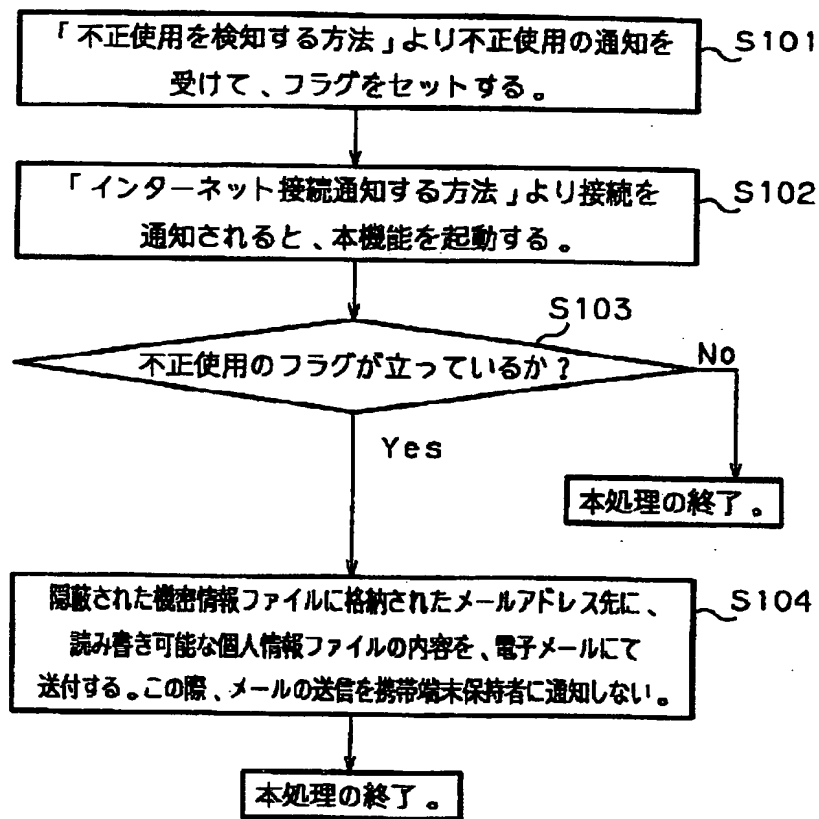 「不正使用を検知する方法」より不正使用の通知を
受けて、フラグをセットする。
S101
「インターネット接続通知する方法」より接続を
通知されると、本機能を起動する。
S102
S103
不正使用のフラグが立っているか？
No
Yes
本処理の終了。
隠蔽された機密情報ファイルに格納されたメールアドレス先に、
読み書き可能な個人情報ファイルの内容を、電子メールにて
送付する。この際、メールの送信を携帯端末保持者に通知しない。
S104
本処理の終了。